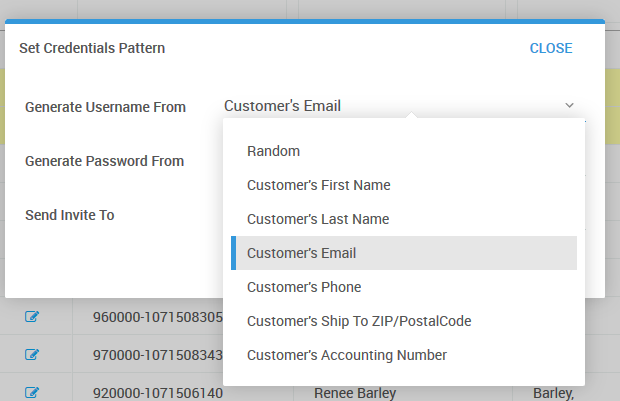 Set Credentials Pattern CLOSE
Generate Username From Customer's Email
Random
Generate Password From
Customer's First Name
Send Invite To Customer's Last Name
Customer's Email
Customer's Phone
960000-1071508305 Customer's Ship To ZIP/PostalCode
970000-1071508343 Customer's Accounting Number
920000-1071506140 Renee Barley Barley,